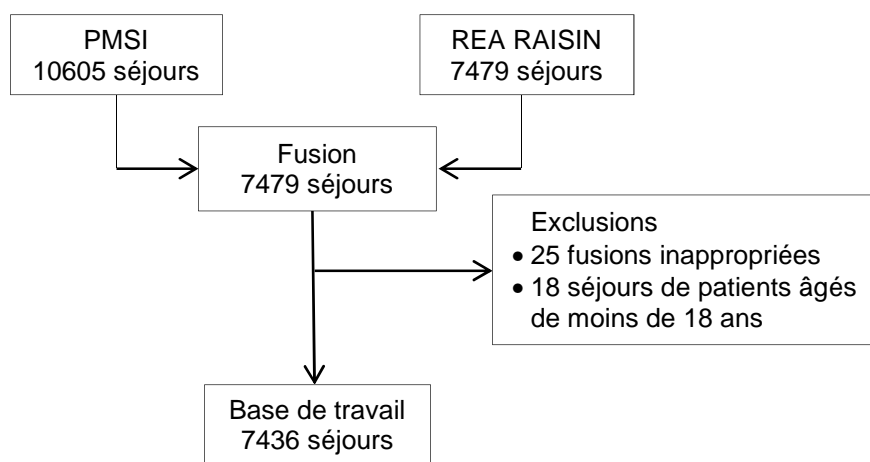 PMSI
10605 séjours
REA RAISIN
7479 séjours
Fusion
7479 séjours
Exclusions
• 25 fusions inappropriées
• 18 séjours de patients âgés
de moins de 18 ans
Base de travail
7436 séjours